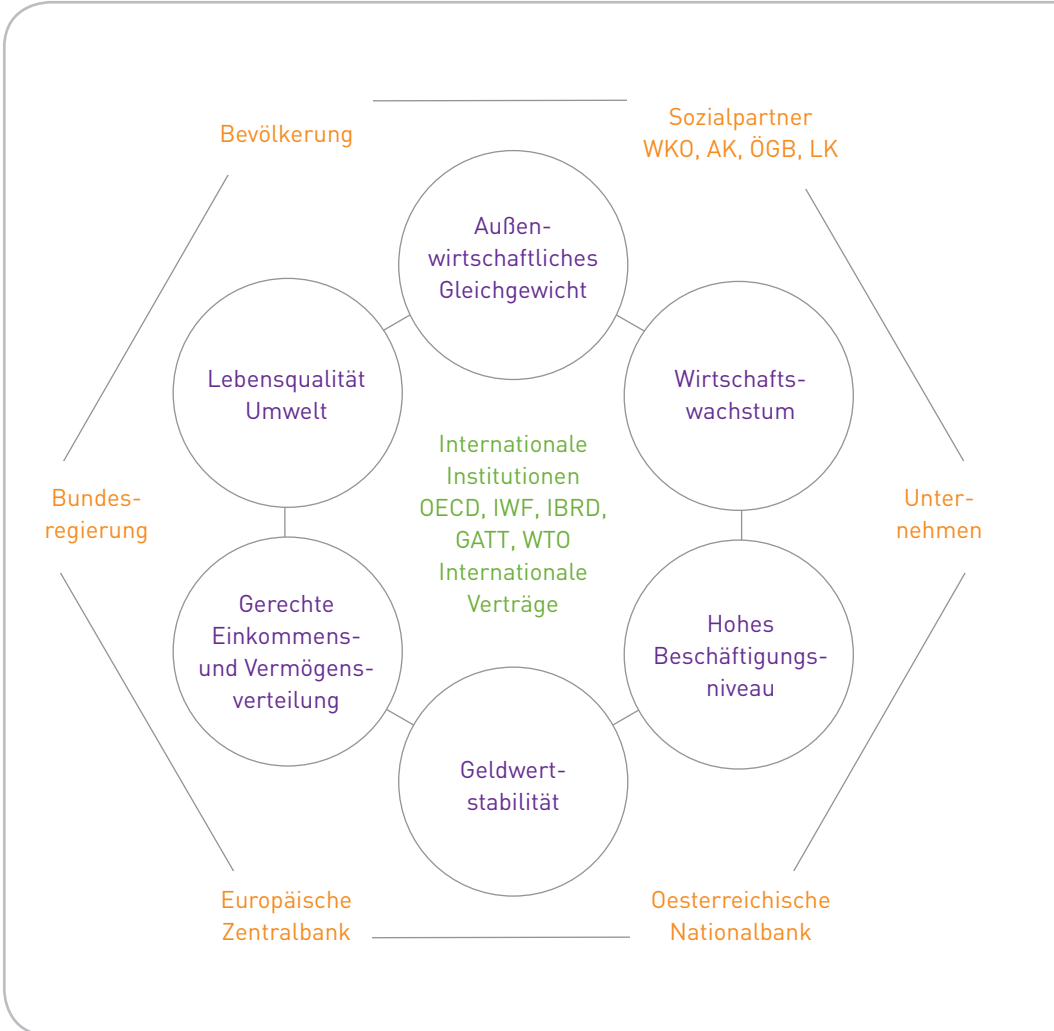 Bevölkerung
Sozialpartner
WKO, AK, ÖGB, LK
Außen-
wirtschaftliches
Gleichgewicht
Lebensqualität
Umwelt
Wirtschafts-
wachstum
Internationale
Institutionen
OECD, IWF, IBRD,
GATT, WTO
Internationale
Verträge
Bundes-
regierung
Unter-
nehmen
Gerechte
Einkommens-
und Vermögens-
verteilung
Hohes
Beschäftigungs-
niveau
Geldwert-
stabilität
Europäische
Zentralbank
Oesterreichische
Nationalbank